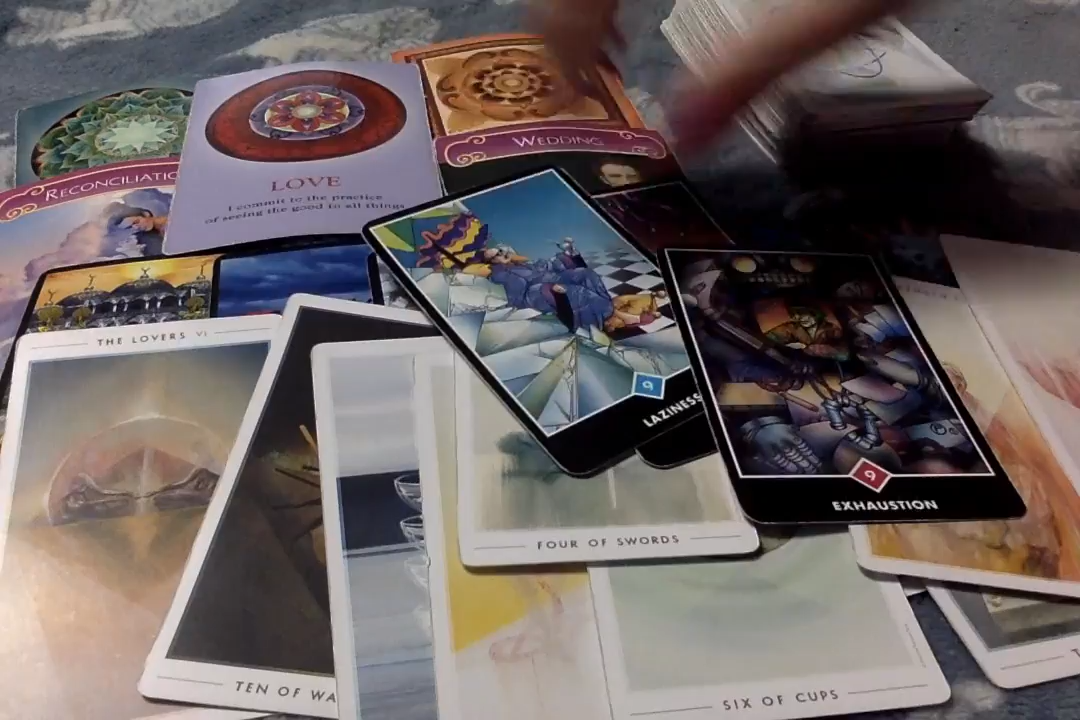 RECONCILIATIO
LOVE
I commit to the practice
of seeing the good in all things
WEDDING
THE LOVERS VI
9
LAZINESS
9
EXHAUSTION
FOUR OF SWORDS
TEN OF WA
SIX OF CUPS